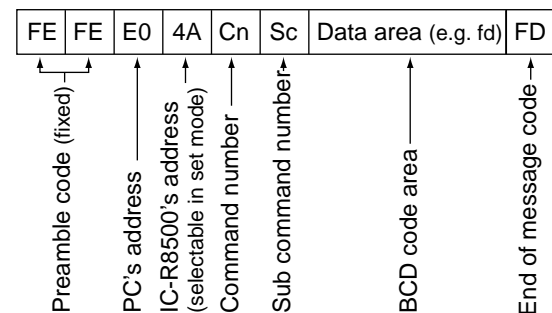 FE FE E0 4A Cn Sc Data area (e.g. fd) FD
Preamble code (fixed)
PC's address
IC-R8500's address
(selectable in set mode)
Command number
Sub command number
BCD code area
End of message code